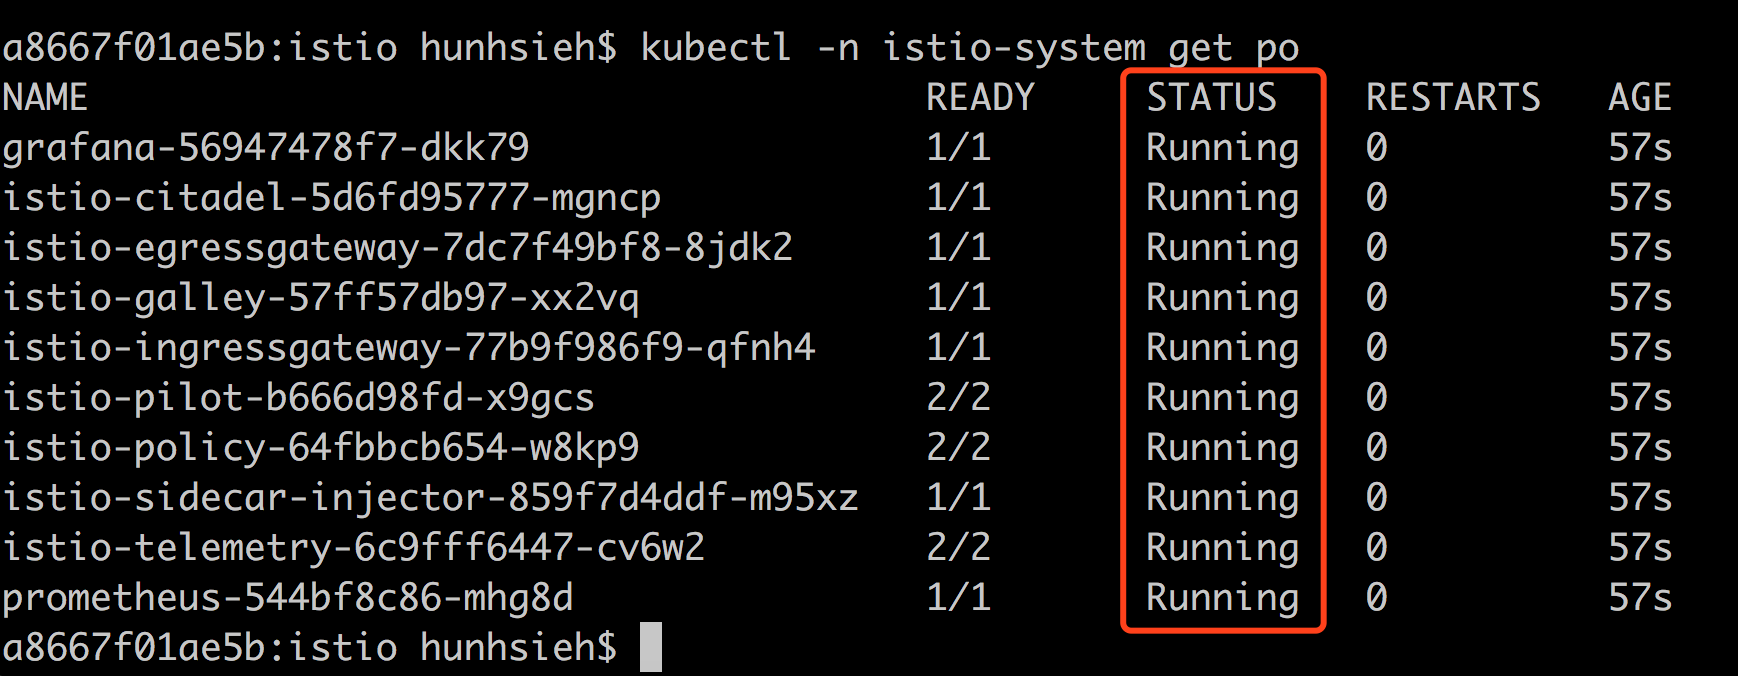 a8667f01ae5b:istio hunhsieh$ kubectl -n istio-system get po
NAME READY STATUS RESTARTS AGE
grafana-56947478f7-dkk79 1/1 Running 0 57s
istio-citadel-5d6fd95777-mgncp 1/1 Running 0 57s
istio-egressgateway-7dc7f49bf8-8jdk2 1/1 Running 0 57s
istio-galley-57ff57db97-xx2vq 1/1 Running 0 57s
istio-ingressgateway-77b9f986f9-qfnh4 1/1 Running 0 57s
istio-pilot-b666d98fd-x9gcs 2/2 Running 0 57s
istio-policy-64fbbcb654-w8kp9 2/2 Running 0 57s
istio-sidecar-injector-859f7d4ddf-m95xz 1/1 Running 0 57s
istio-telemetry-6c9fff6447-cv6w2 2/2 Running 0 57s
prometheus-544bf8c86-mhg8d 1/1 Running 0 57s
a8667f01ae5b:istio hunhsieh$